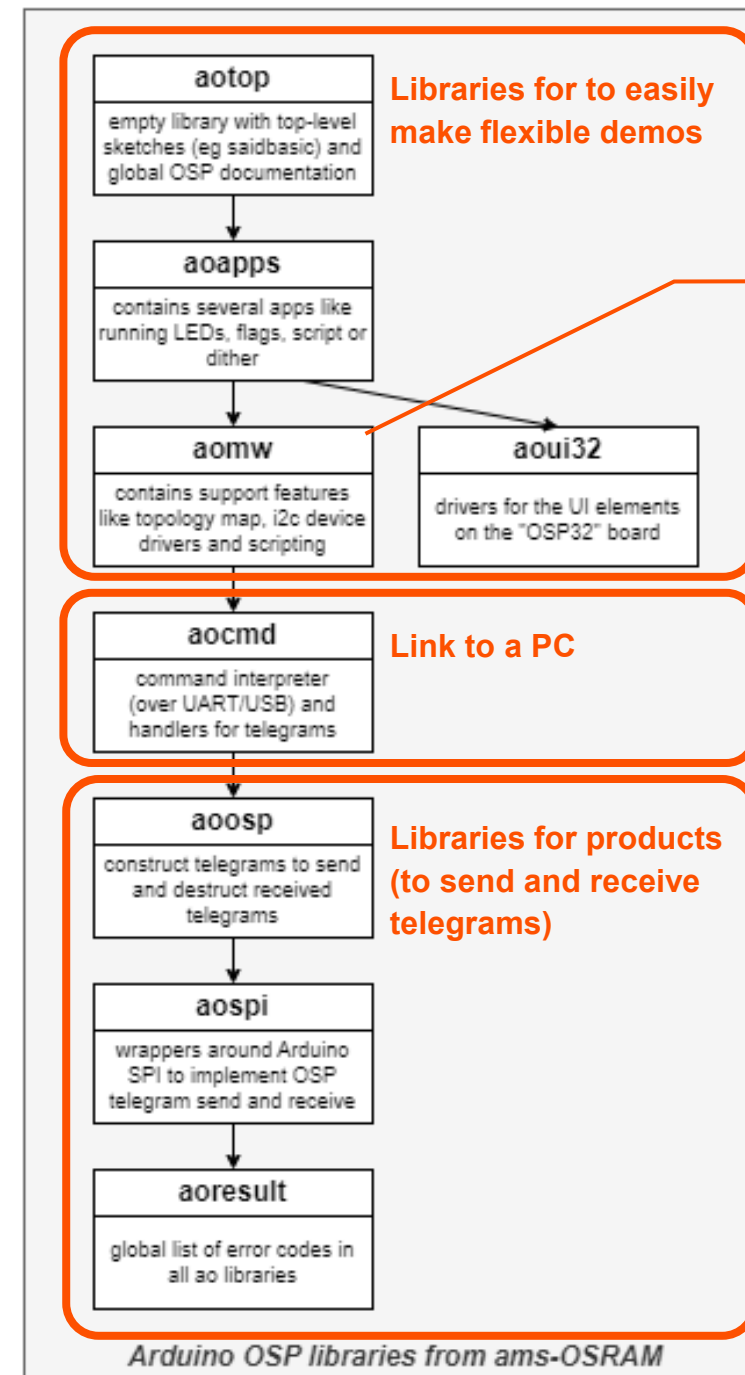 aotop
empty library with top-level
sketches (eg saidbasic) and
global OSP documentation
Libraries for to easily
make flexible demos
aoapps
contains several apps like
running LEDs, flags, script or
dither
aomw
contains support features
like topology map, i2c device
drivers and scripting
aoui32
drivers for the UI elements
on the "OSP32" board
aocmd
command interpreter
(over UART/USB) and
handlers for telegrams
Link to a PC
aoosp
construct telegrams to send
and destruct received
telegrams
Libraries for products
(to send and receive
telegrams)
aospi
wrappers around Arduino
SPI to implement OSP
telegram send and receive
aoresult
global list of error codes in
all ao libraries
Arduino OSP libraries from ams-OSRAM